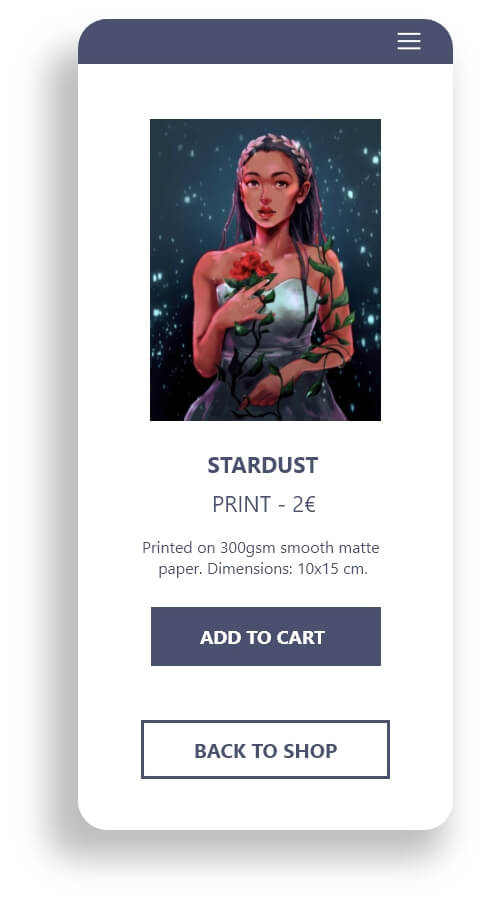 STARDUST
PRINT - 2€
Printed on 300gsm smooth matte
paper. Dimensions: 10x15 cm.
ADD TO CART
BACK TO SHOP